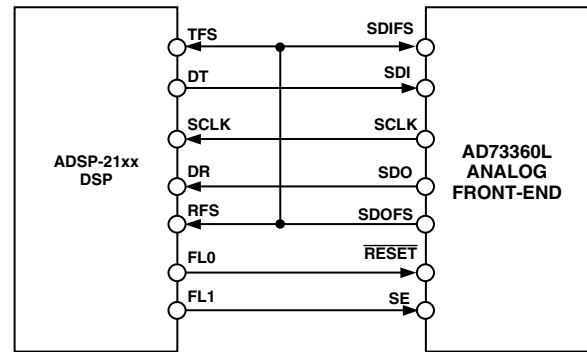 TFS SDIFS
DT SDI
SCLK SCLK
ADSP-21xx
DSP
DR SDO
AD73360L
ANALOG
FRONT-END
RFS SDOFS
FL0 RESET
FL1 SE